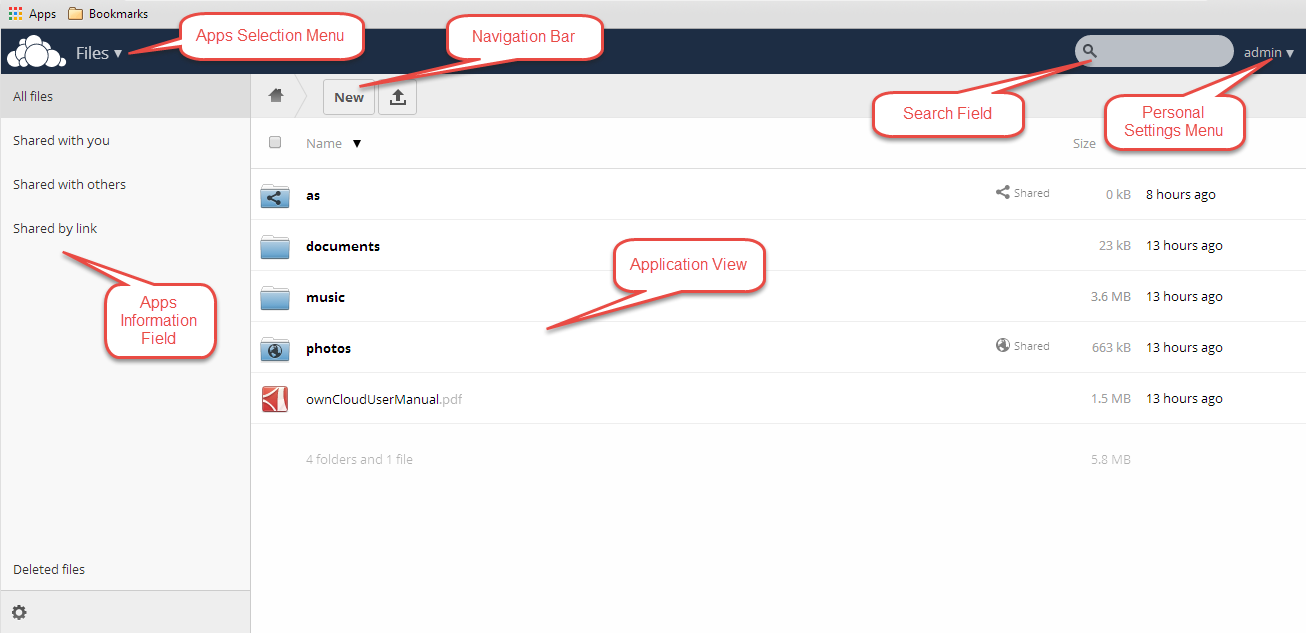 Apps Bookmarks
Apps Selection Menu
Navigation Bar
Files ▼
admin ▼
Search Field
Personal
Settings Menu
All files
New
Shared with you
Name ▼
Size
Shared with others
as Shared 0 kB 8 hours ago
Shared by link
documents 23 kB 13 hours ago
Application View
Apps
Information
Field
music 3.6 MB 13 hours ago
photos Shared 663 kB 13 hours ago
ownCloudUserManual.pdf 1.5 MB 13 hours ago
4 folders and 1 file 5.8 MB
Deleted files